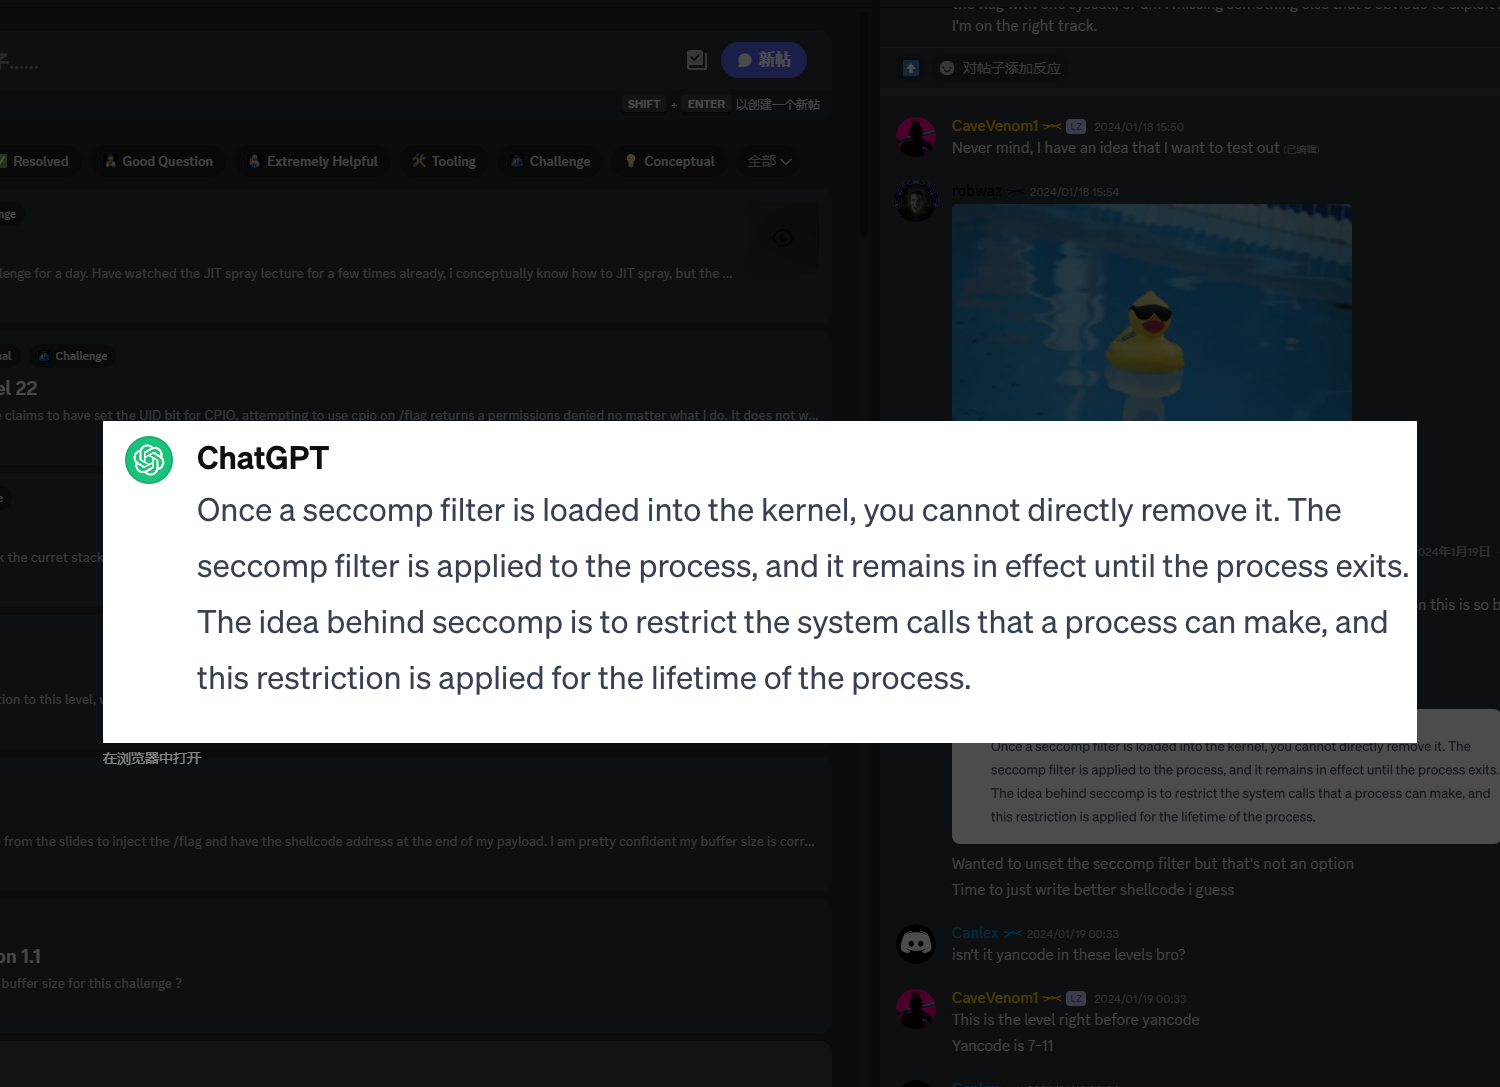 新帖
SHIFT + ENTER 以创建一个新帖
Resolved
Good Question
Extremely Helpful
Tooling
Challenge
Conceptual
全部
nge
lenge for a day. Have watched the JIT spray lecture for a few times already, i conceptually know how to JIT spray, but the ...
ual
Challenge
el 22
claims to have set the UID bit for CPIO, attempting to use cpio on /flag returns a permissions denied no matter what I do. It does not w...
k the curret stack
tion to this level,
from the slides to inject the /flag and have the shellcode address at the end of my payload. I am pretty confident my buffer size is corr...
on 1.1
buffer size for this challenge ?
ChatGPT
Once a seccomp filter is loaded into the kernel, you cannot directly remove it. The
seccomp filter is applied to the process, and it remains in effect until the process exits.
The idea behind seccomp is to restrict the system calls that a process can make, and
this restriction is applied for the lifetime of the process.
在浏览器中打开
I'm on the right track.
对帖子添加反应
CaveVenom1 LZ 2024/01/18 15:50
Never mind, I have an idea that I want to test out (已编辑)
robwaz 2024/01/18 15:54
024年1月19日
n this is so b
Once a seccomp filter is loaded into the kernel, you cannot directly remove it. The
seccomp filter is applied to the process, and it remains in effect until the process exits.
The idea behind seccomp is to restrict the system calls that a process can make, and
this restriction is applied for the lifetime of the process.
Wanted to unset the seccomp filter but that's not an option
Time to just write better shellcode i guess
Canlex 2024/01/19 00:33
isn't it yancode in these levels bro?
CaveVenom1 LZ 2024/01/19 00:33
This is the level right before yancode
Yancode is 7-11